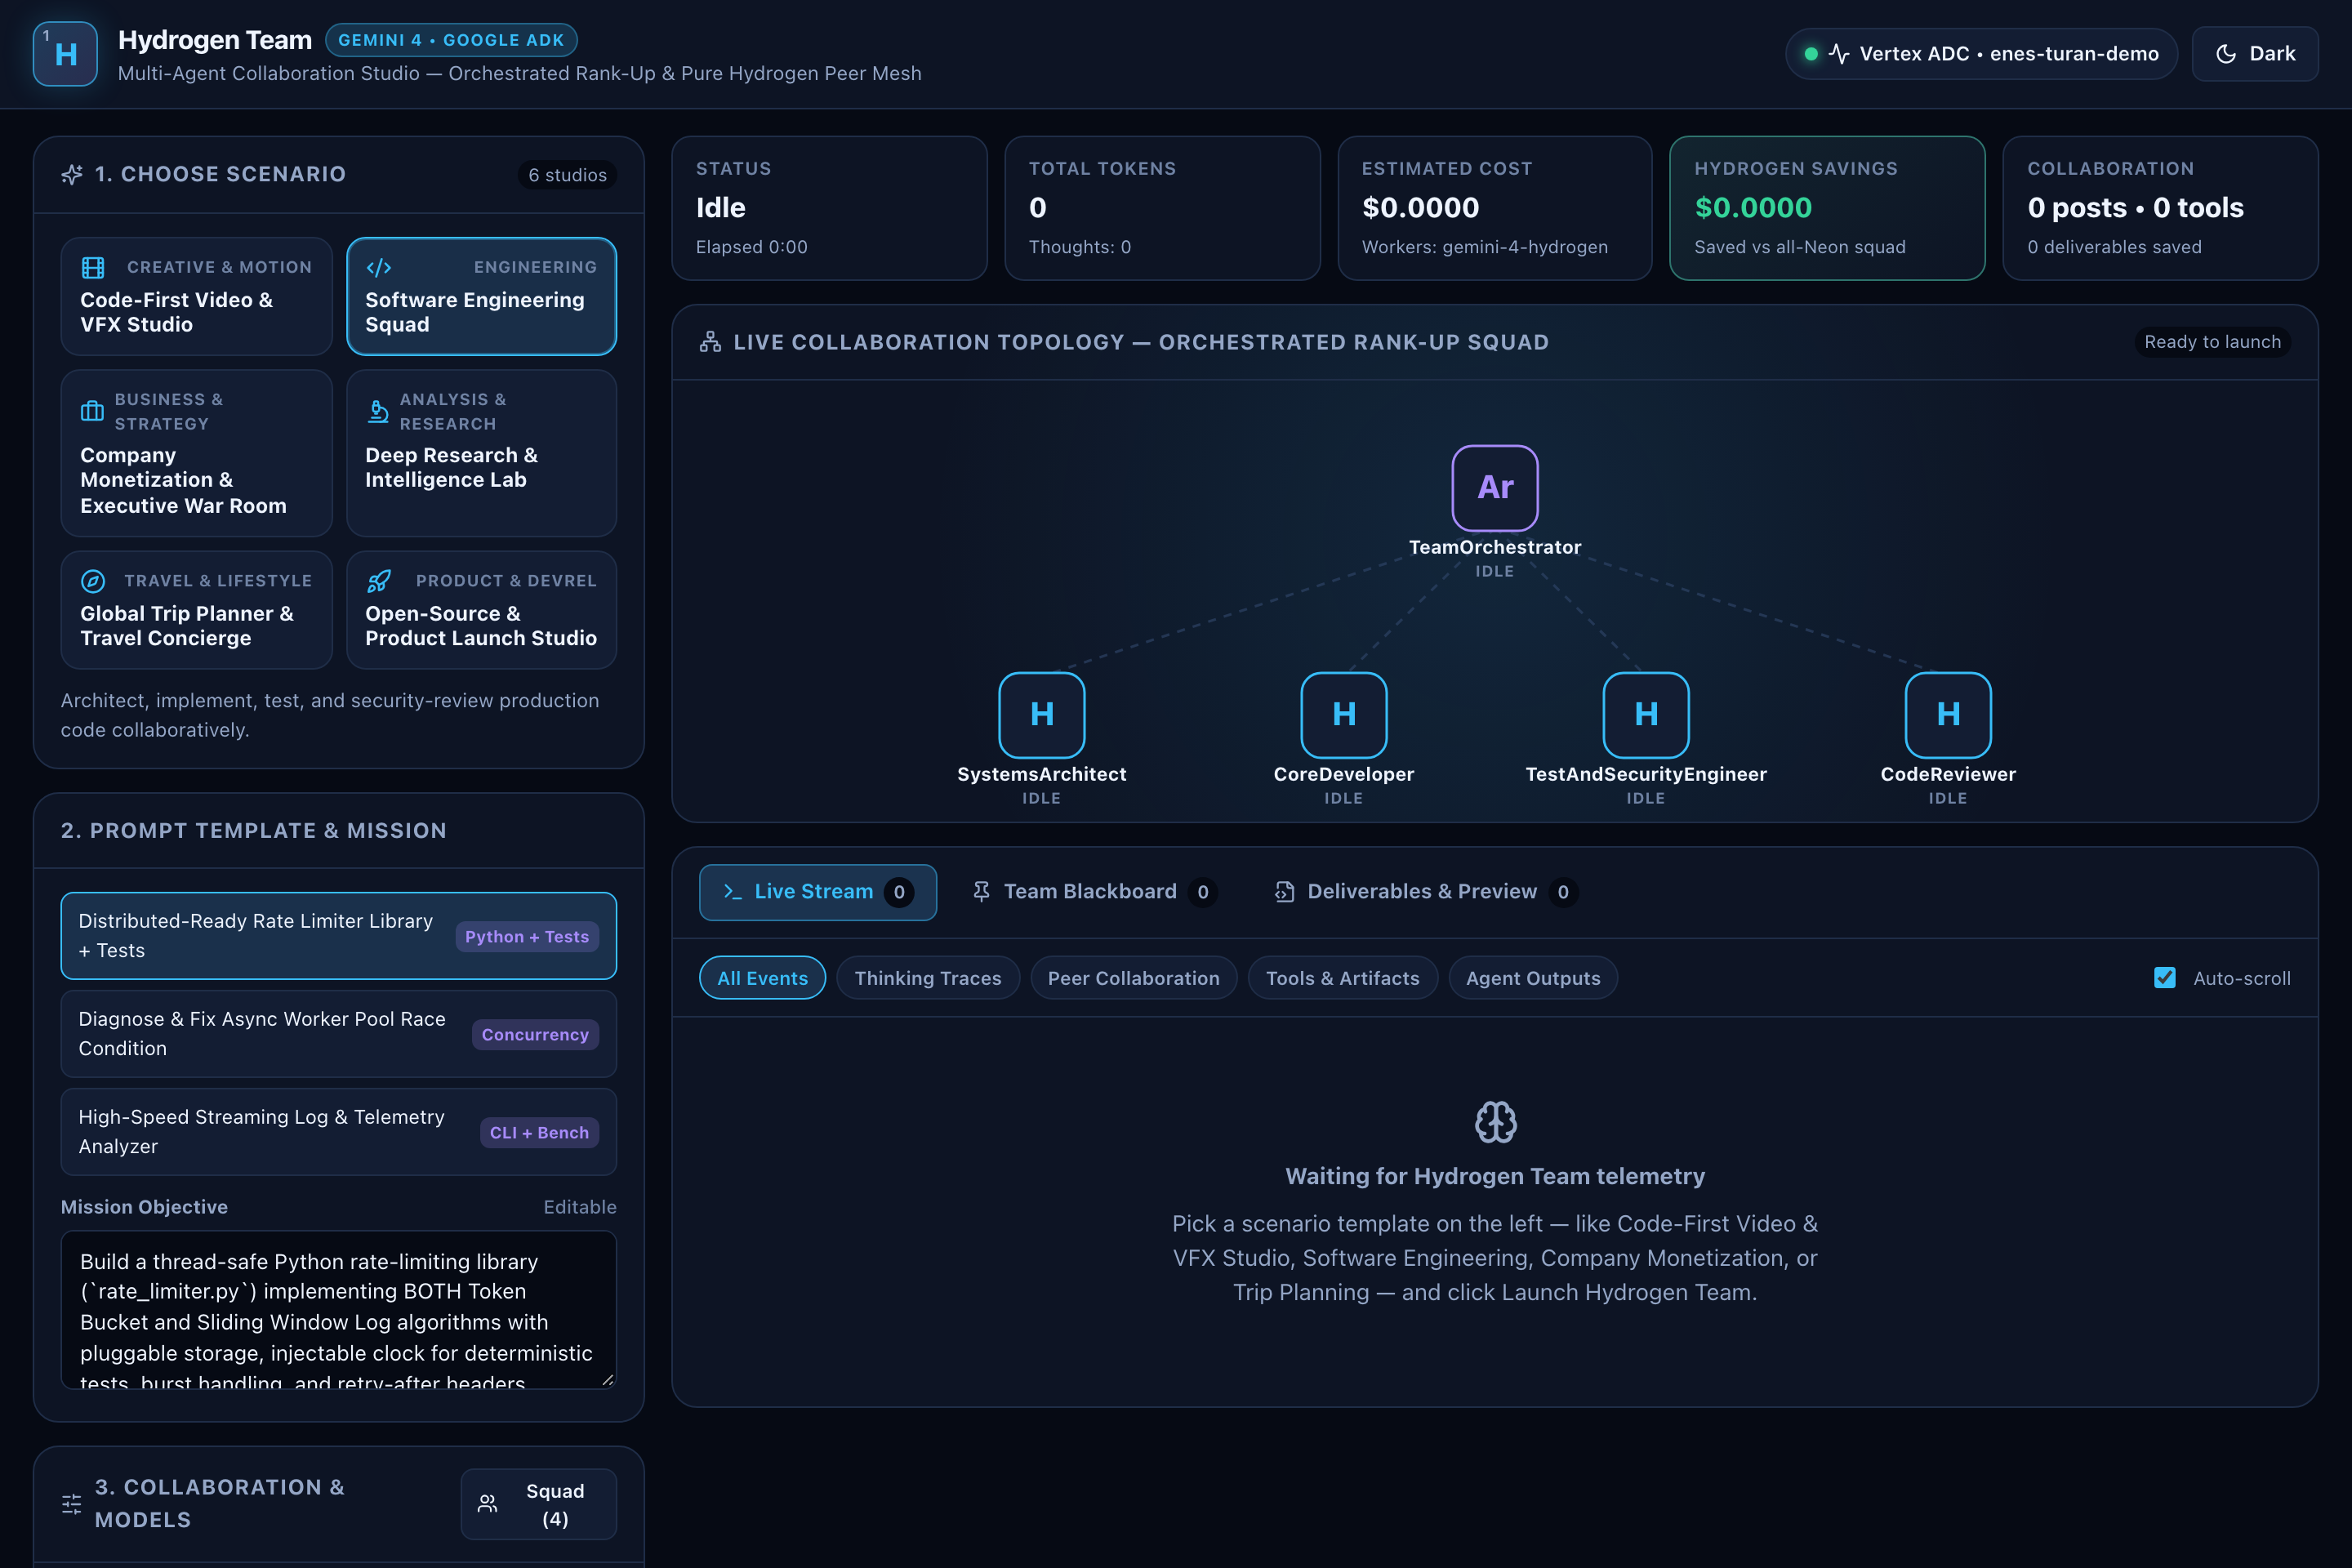 1
H
Hydrogen Team
GEMINI 4 • GOOGLE ADK
Multi-Agent Collaboration Studio — Orchestrated Rank-Up & Pure Hydrogen Peer Mesh
Vertex ADC • enes-turan-demo
Dark
1. CHOOSE SCENARIO
6 studios
CREATIVE & MOTION
Code-First Video &
VFX Studio
ENGINEERING
Software Engineering
Squad
BUSINESS &
STRATEGY
Company
Monetization &
Executive War Room
ANALYSIS &
RESEARCH
Deep Research &
Intelligence Lab
TRAVEL & LIFESTYLE
Global Trip Planner &
Travel Concierge
PRODUCT & DEVREL
Open-Source &
Product Launch Studio
Architect, implement, test, and security-review production
code collaboratively.
2. PROMPT TEMPLATE & MISSION
Distributed-Ready Rate Limiter Library
+ Tests
Python + Tests
Diagnose & Fix Async Worker Pool Race
Condition
Concurrency
High-Speed Streaming Log & Telemetry
Analyzer
CLI + Bench
Mission Objective
Editable
Build a thread-safe Python rate-limiting library
(`rate_limiter.py`) implementing BOTH Token
Bucket and Sliding Window Log algorithms with
pluggable storage, injectable clock for deterministic
tests, burst handling, and retry-after headers
3. COLLABORATION &
MODELS
Squad
(4)
STATUS
Idle
Elapsed 0:00
TOTAL TOKENS
0
Thoughts: 0
ESTIMATED COST
$0.0000
Workers: gemini-4-hydrogen
HYDROGEN SAVINGS
$0.0000
Saved vs all-Neon squad
COLLABORATION
0 posts • 0 tools
0 deliverables saved
LIVE COLLABORATION TOPOLOGY — ORCHESTRATED RANK-UP SQUAD
Ready to launch
Ar
TeamOrchestrator
IDLE
H
SystemsArchitect
IDLE
H
CoreDeveloper
IDLE
H
TestAndSecurityEngineer
IDLE
H
CodeReviewer
IDLE
Live Stream 0
Team Blackboard 0
Deliverables & Preview 0
All Events
Thinking Traces
Peer Collaboration
Tools & Artifacts
Agent Outputs
Auto-scroll
Waiting for Hydrogen Team telemetry
Pick a scenario template on the left — like Code-First Video &
VFX Studio, Software Engineering, Company Monetization, or
Trip Planning — and click Launch Hydrogen Team.